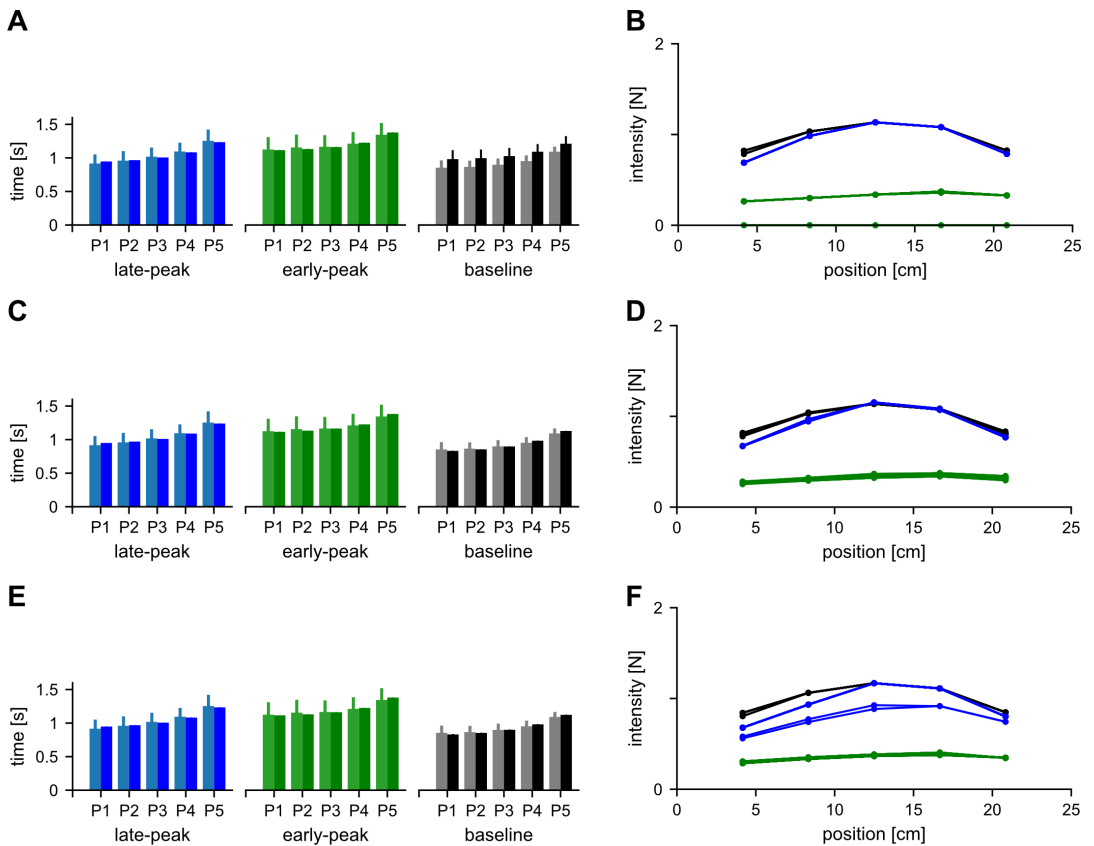 A
B
time [s]
1.5
1
0.5
0
P1 P2 P3 P4 P5
late-peak
P1 P2 P3 P4 P5
early-peak
P1 P2 P3 P4 P5
baseline
intensity [N]
2
1
0
0 5 10 15 20 25
position [cm]
C
D
time [s]
1.5
1
0.5
0
P1 P2 P3 P4 P5
late-peak
P1 P2 P3 P4 P5
early-peak
P1 P2 P3 P4 P5
baseline
intensity [N]
2
1
0
0 5 10 15 20 25
position [cm]
E
F
time [s]
1.5
1
0.5
0
P1 P2 P3 P4 P5
late-peak
P1 P2 P3 P4 P5
early-peak
P1 P2 P3 P4 P5
baseline
intensity [N]
2
1
0
0 5 10 15 20 25
position [cm]